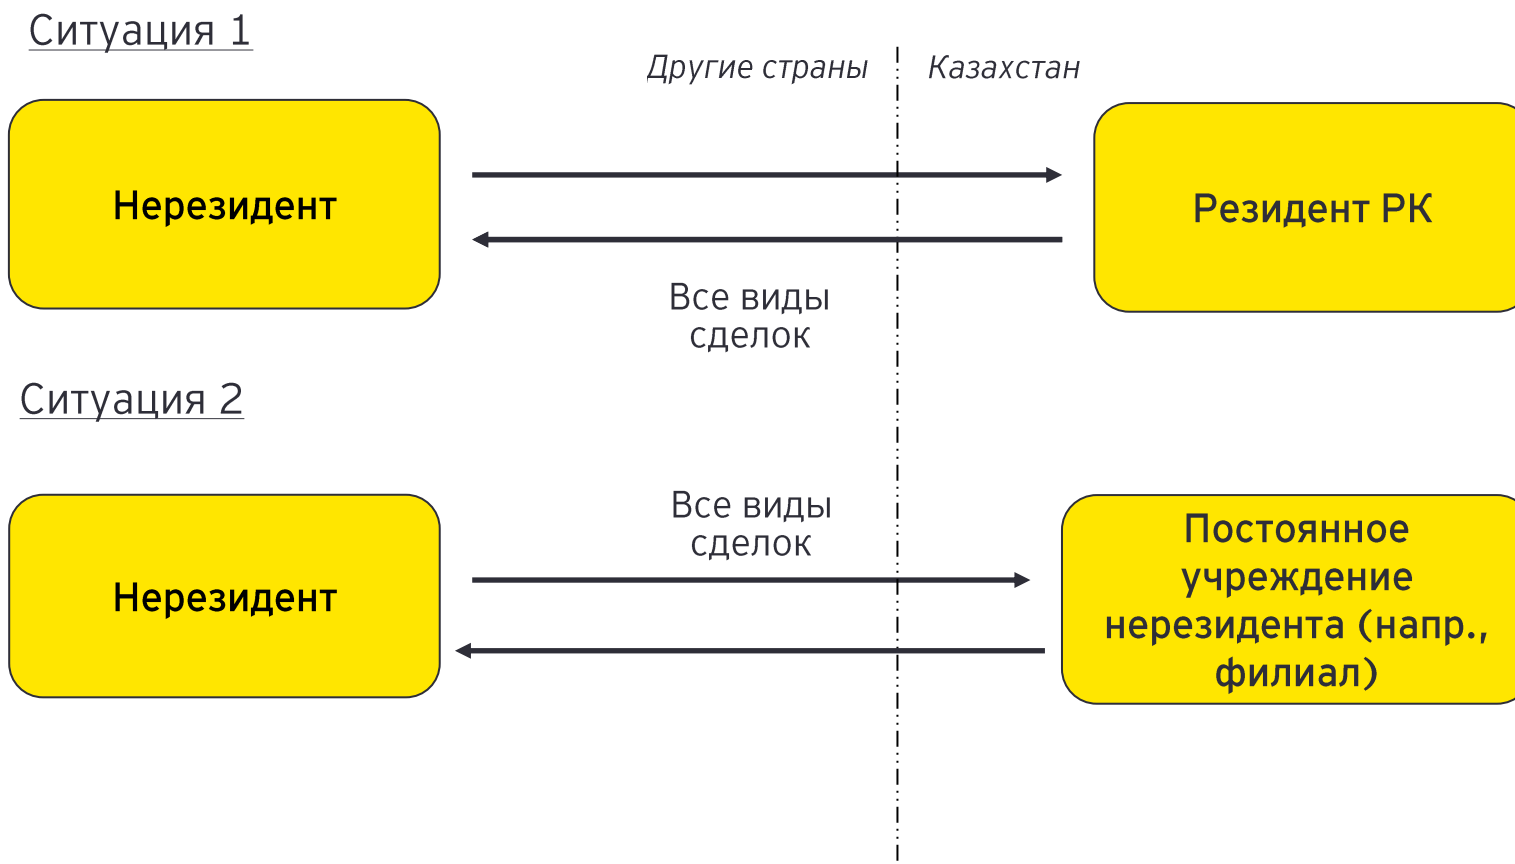 Ситуация 1
Другие страны
Казахстан
Нерезидент
Резидент РК
Все виды
сделок
Ситуация 2
Все виды
сделок
Нерезидент
Постоянное
учреждение
нерезидента (напр.,
филиал)